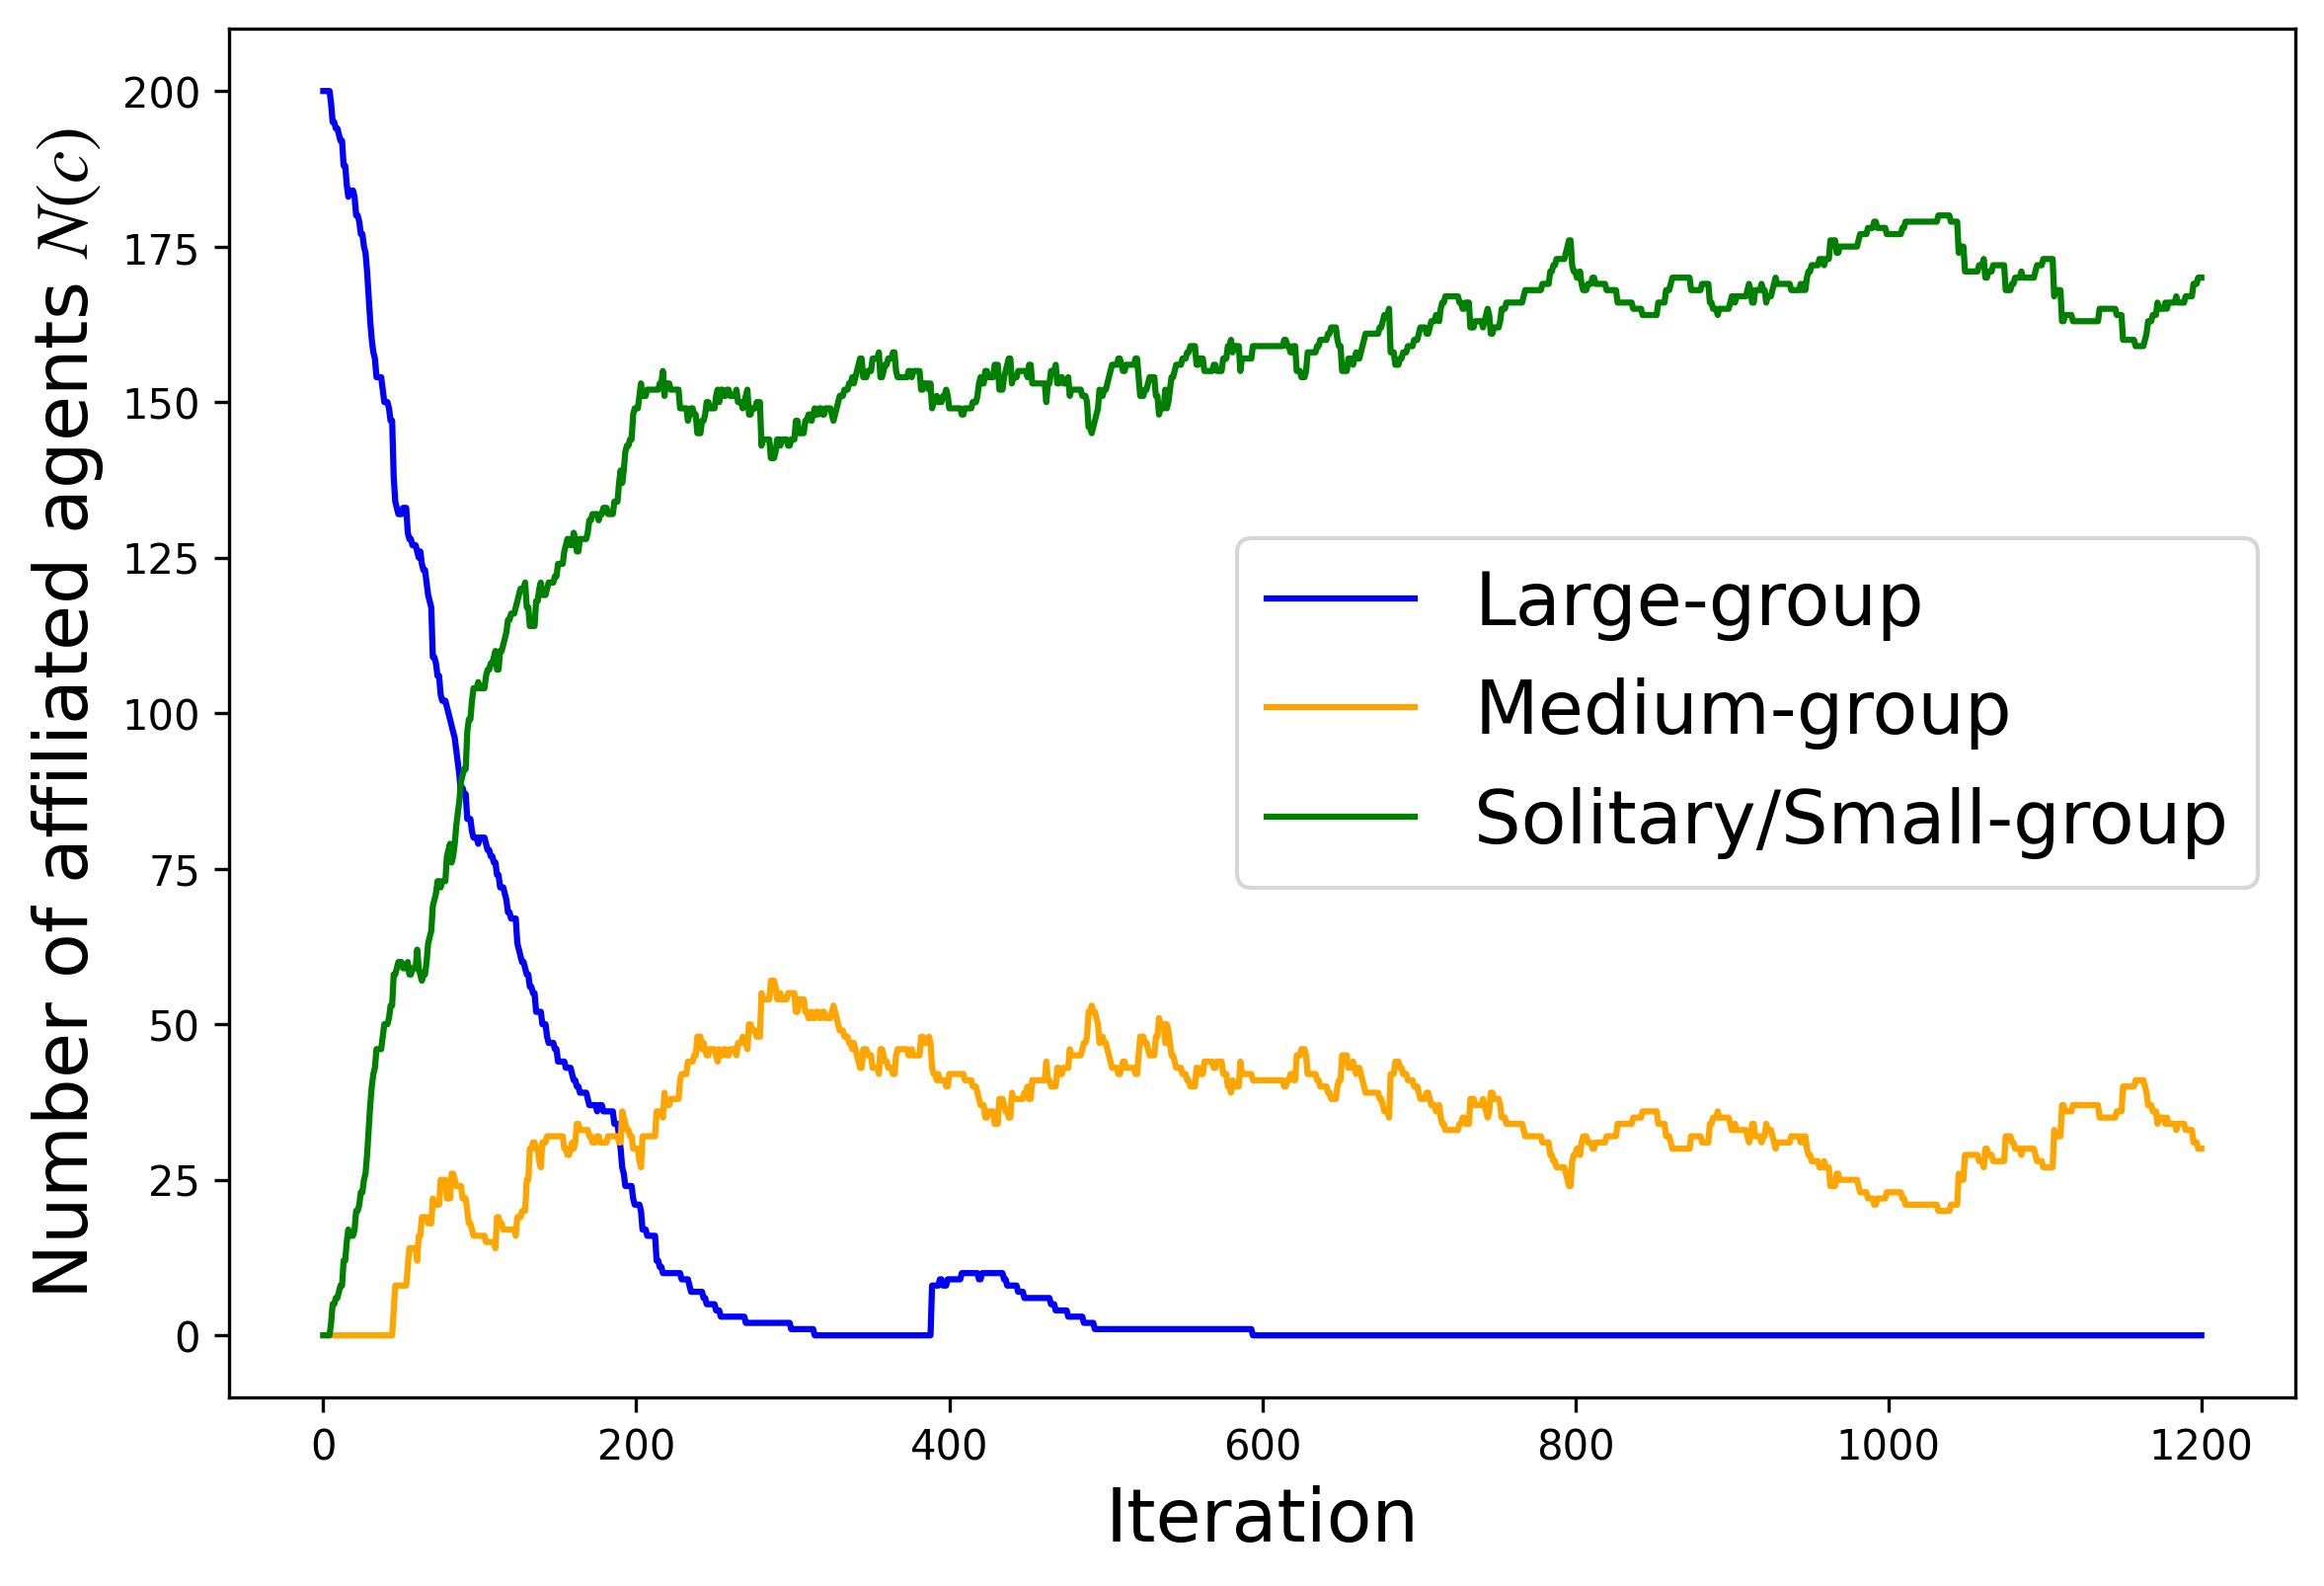 Number of affiliated agents N(c)
200
175
150
125
100
75
50
25
0
Large-group
Medium-group
Solitary/Small-group
0 200 400 600 800 1000 1200
Iteration